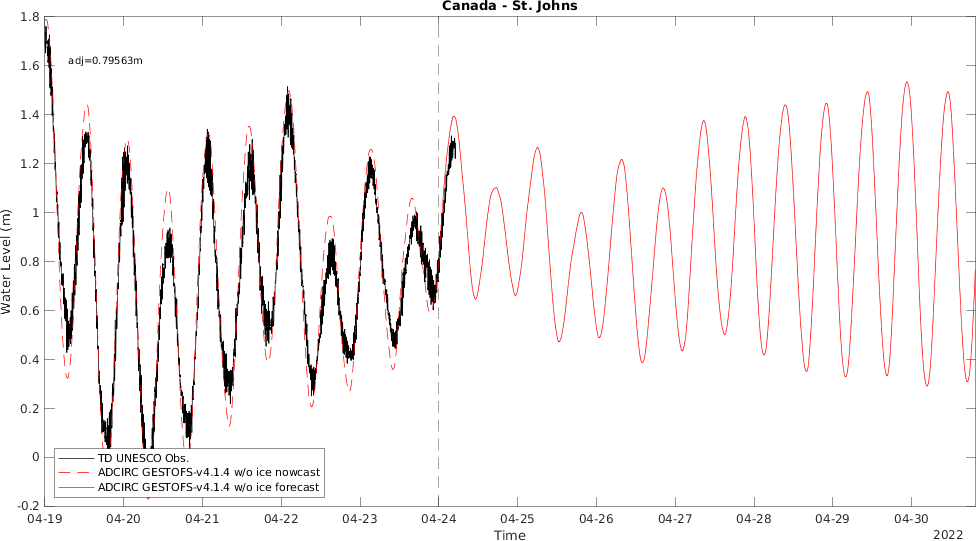 Canada - St. Johns
adj=0.79563m
Water Level (m)
1.8
1.6
1.4
1.2
1
0.8
0.6
0.4
0.2
0
-0.2
TD UNESCO Obs.
ADCIRC GESTOFS-v4.1.4 w/o ice nowcast
ADCIRC GESTOFS-v4.1.4 w/o ice forecast
04-19 04-20 04-21 04-22 04-23 04-24 04-25 04-26 04-27 04-28 04-29 04-30
Time
2022